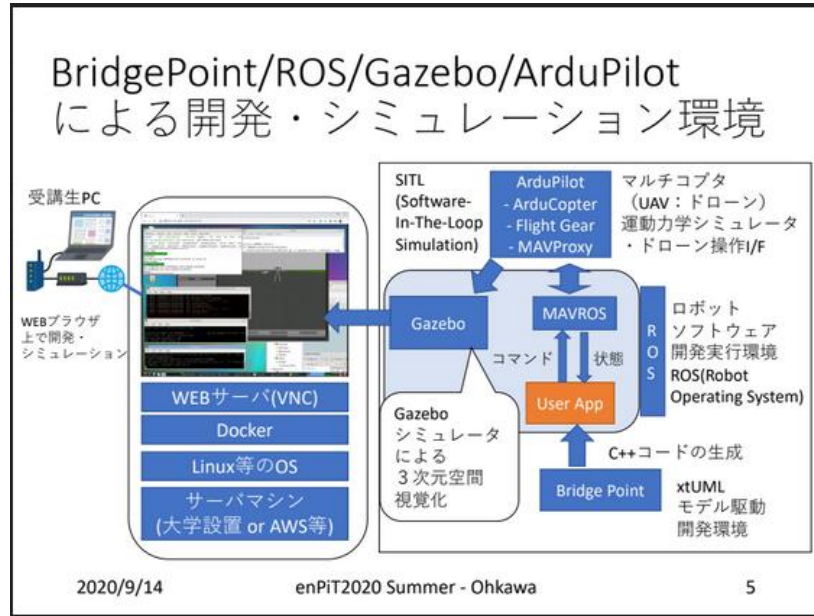 BridgePoint/ROS/Gazebo/ArduPilot
による開発・シミュレーション環境
受講生PC
WEBブラウザ
上で開発・
シミュレーション
WEBサーバ(VNC)
Docker
Linux等のOS
サーバマシン
(大学設置 or AWS等)
SITL
(Software-
In-The-Loop
Simulation)
ArduPilot
- ArduCopter
- Flight Gear
- MAVProxy
マルチコプタ
(UAV:ドローン)
運動力学シミュレータ
・ドローン操作I/F
Gazebo
MAVROS
コマンド
状態
User App
ROS
ロボット
ソフトウェア
開発実行環境
ROS(Robot
Operating System)
Gazebo
シミュレータ
による
3次元空間
視覚化
C++コードの生成
Bridge Point
xtUML
モデル駆動
開発環境
2020/9/14
enPiT2020 Summer - Ohkawa
5